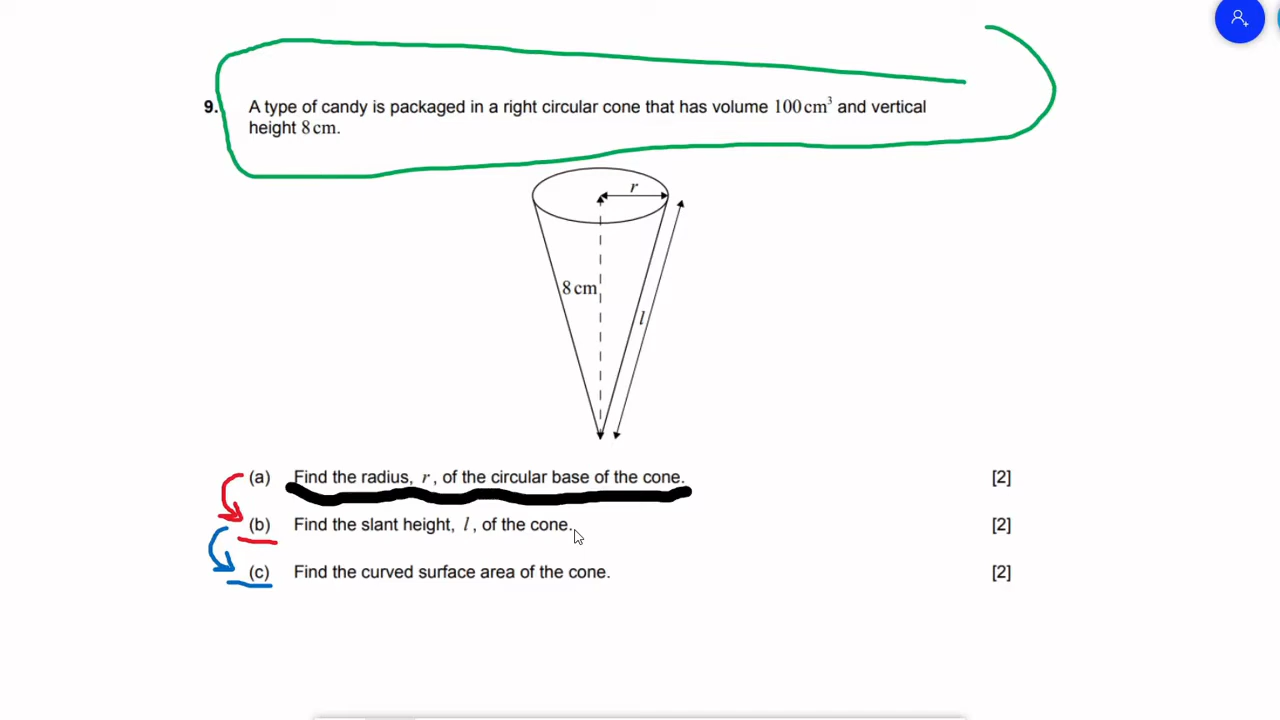 9. A type of candy is packaged in a right circular cone that has volume 100 cm³ and vertical
height 8 cm.
r
8 cm
l
(a) Find the radius, r, of the circular base of the cone. [2]
(b) Find the slant height, l, of the cone. [2]
(c) Find the curved surface area of the cone. [2]